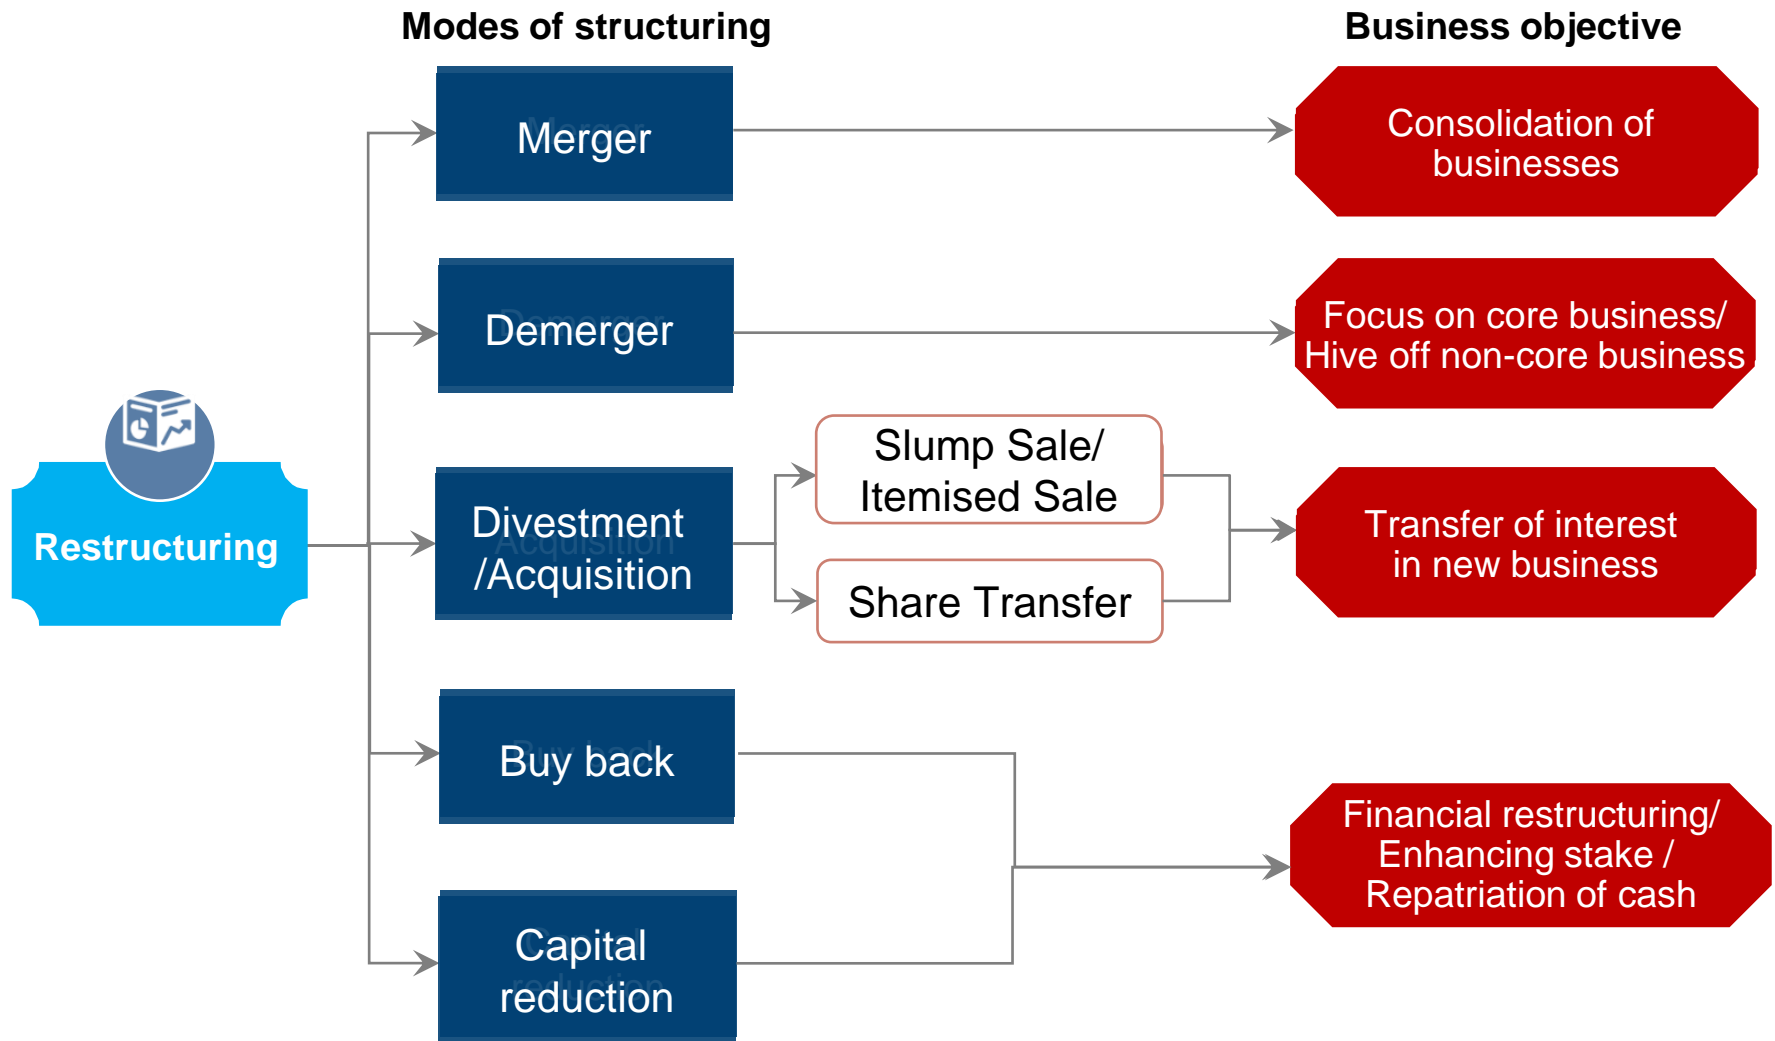 Modes of structuring
Business objective
Merger
Consolidation of
businesses
Demerger
Focus on core business/
Hive off non-core business
Restructuring
Divestment
/Acquisition
Slump Sale/
Itemised Sale
Share Transfer
Transfer of interest
in new business
Buy back
Capital
reduction
Financial restructuring/
Enhancing stake /
Repatriation of cash